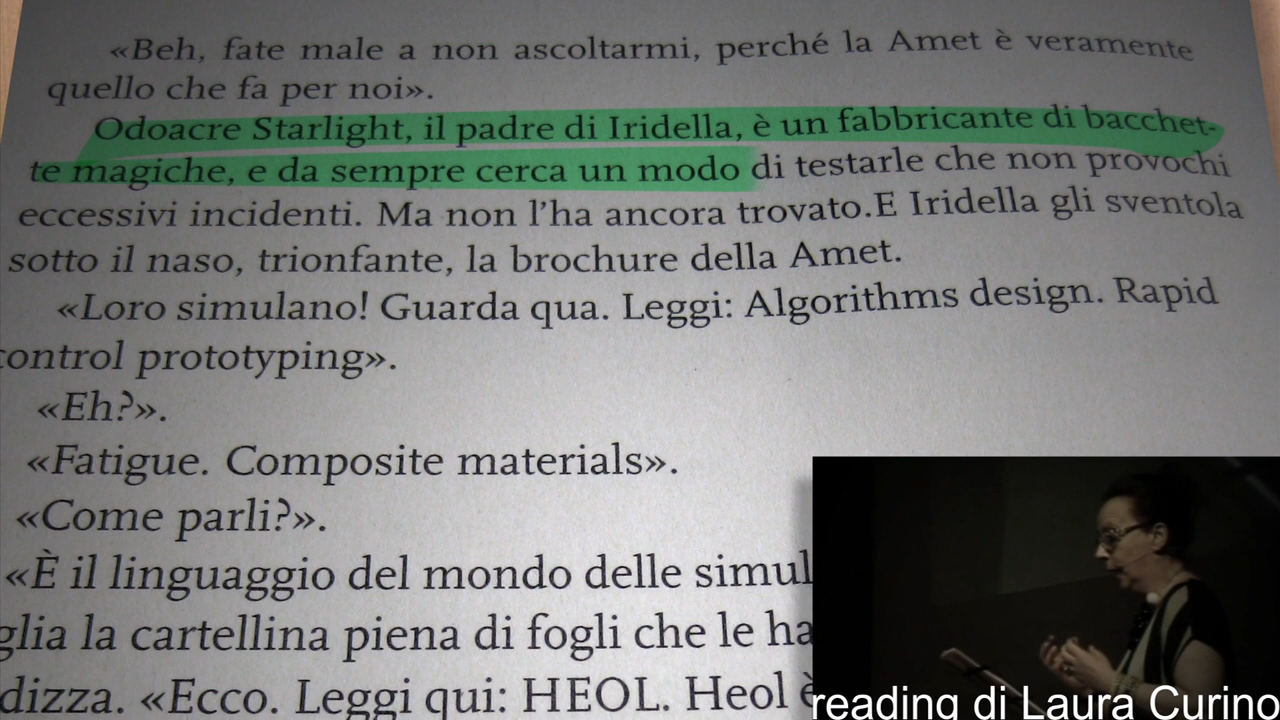 «Beh, fate male a non ascoltarmi, perché la Amet è veramente
quello che fa per noi».
Odoacre Starlight, il padre di Iridella, è un fabbricante di bacchet-
te magiche, e da sempre cerca un modo di testarle che non provochi
eccessivi incidenti. Ma non l'ha ancora trovato.E Iridella gli sventola
sotto il naso, trionfante, la brochure della Amet.
«Loro simulano! Guarda qua. Leggi: Algorithms design. Rapid
control prototyping».
«Eh?».
«Fatigue. Composite materials».
«Come parli?».
«È il linguaggio del mondo delle simul
glia la cartellina piena di fogli che le ha
dizza. «Ecco. Leggi qui: HEOL. Heol è
reading di Laura Curino